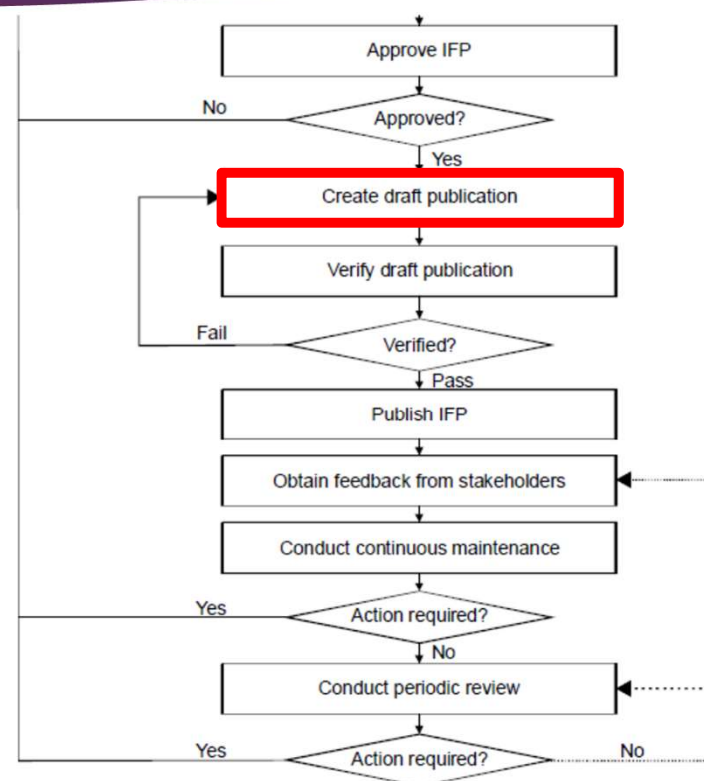 Approve IFP
No
Approved?
Yes
Create draft publication
Verify draft publication
Fail
Verified?
Pass
Publish IFP
Obtain feedback from stakeholders
Conduct continuous maintenance
Yes
Action required?
No
Conduct periodic review
Yes
Action required?
No